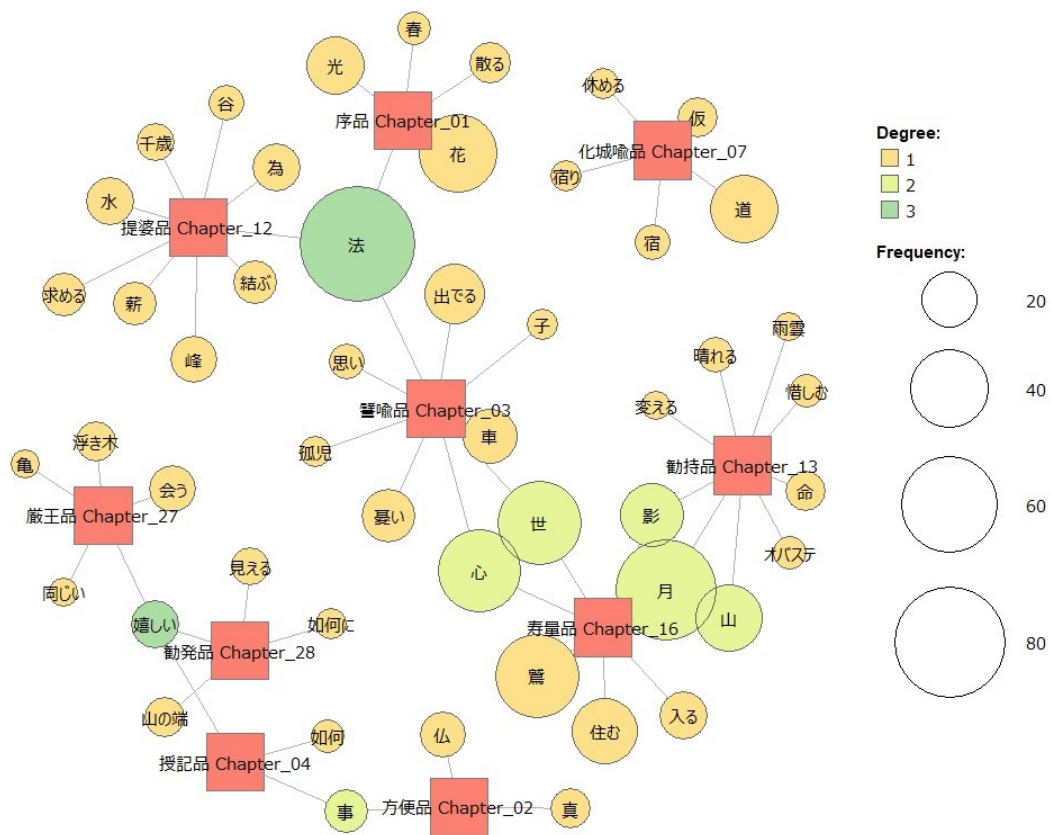 春
光
散る
序品 Chapter_01
花
谷
千歳
為
水
提婆品 Chapter_12
結ぶ
求める
薪
峰
法
休める
仮
化城喩品 Chapter_07
宿り
道
宿
出でる
子
思い
譬喩品 Chapter_03
車
孤児
世
心
雨雲
晴れる
惜しむ
変える
勧持品 Chapter_13
命
影
オバステ
月
山
寿量品 Chapter_16
鷲
住む
入る
浮き木
亀
会う
厳王品 Chapter_27
同じい
嬉しい
見える
如何に
勧発品 Chapter_28
山の端
授記品 Chapter_04
如何
事
仏
方便品 Chapter_02
真
Degree:
1
2
3
Frequency:
20
40
60
80